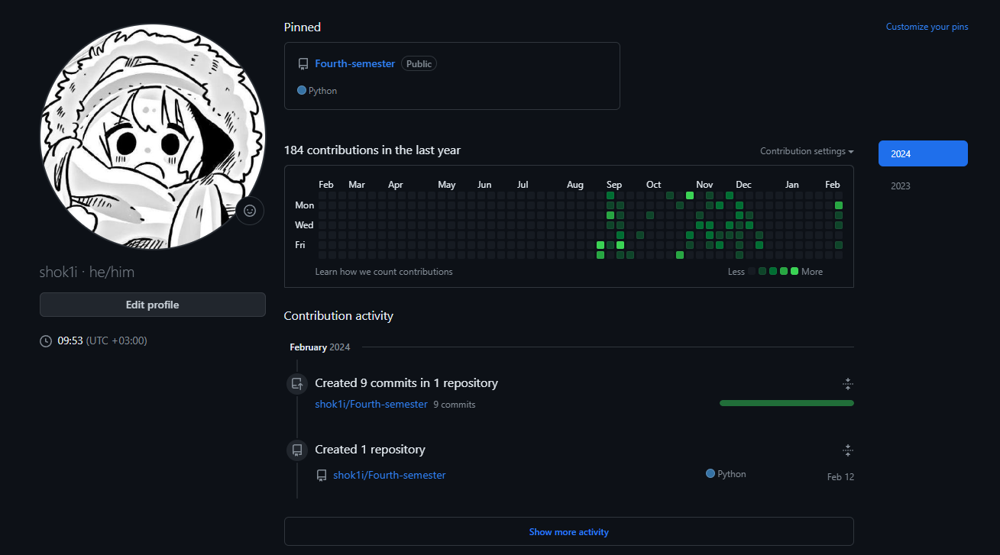 Pinned
Customize your pins
Fourth-semester Public
Python
184 contributions in the last year
Contribution settings
2024
2023
Feb Mar Apr May Jun Jul Aug Sep Oct Nov Dec Jan Feb
Mon
Wed
Fri
Learn how we count contributions
Less More
shok1i · he/him
Edit profile
09:53 (UTC +03:00)
Contribution activity
February 2024
Created 9 commits in 1 repository
shok1i/Fourth-semester 9 commits
Created 1 repository
shok1i/Fourth-semester Python Feb 12
Show more activity